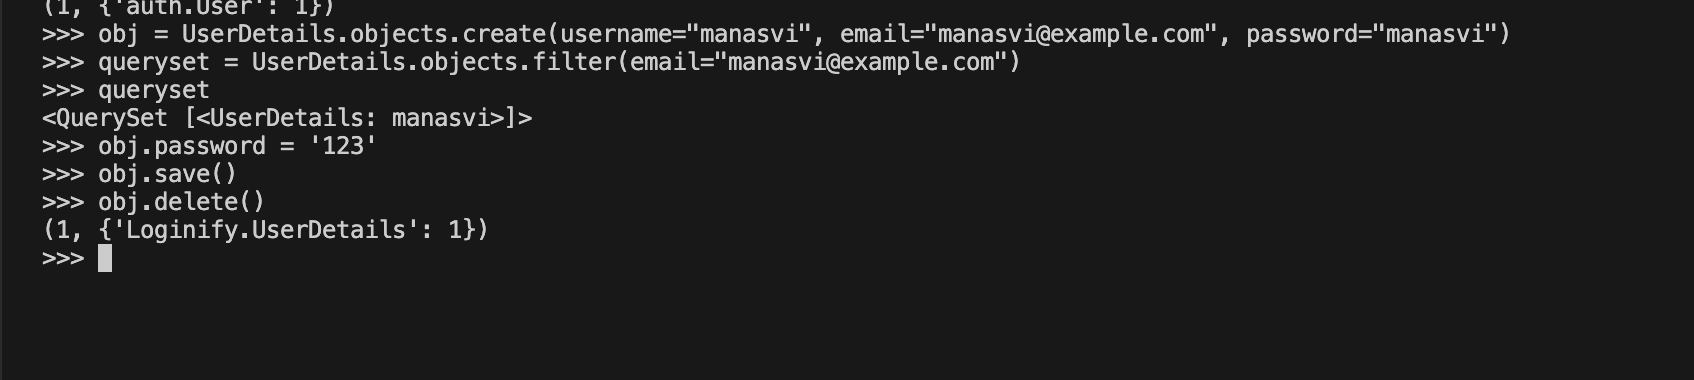 (1, {'auth.User': 1})
>>> obj = UserDetails.objects.create(username="manasvi", email="manasvi@example.com", password="manasvi")
>>> queryset = UserDetails.objects.filter(email="manasvi@example.com")
>>> queryset
<QuerySet [<UserDetails: manasvi>]>
>>> obj.password = '123'
>>> obj.save()
>>> obj.delete()
(1, {'Loginify.UserDetails': 1})
>>>